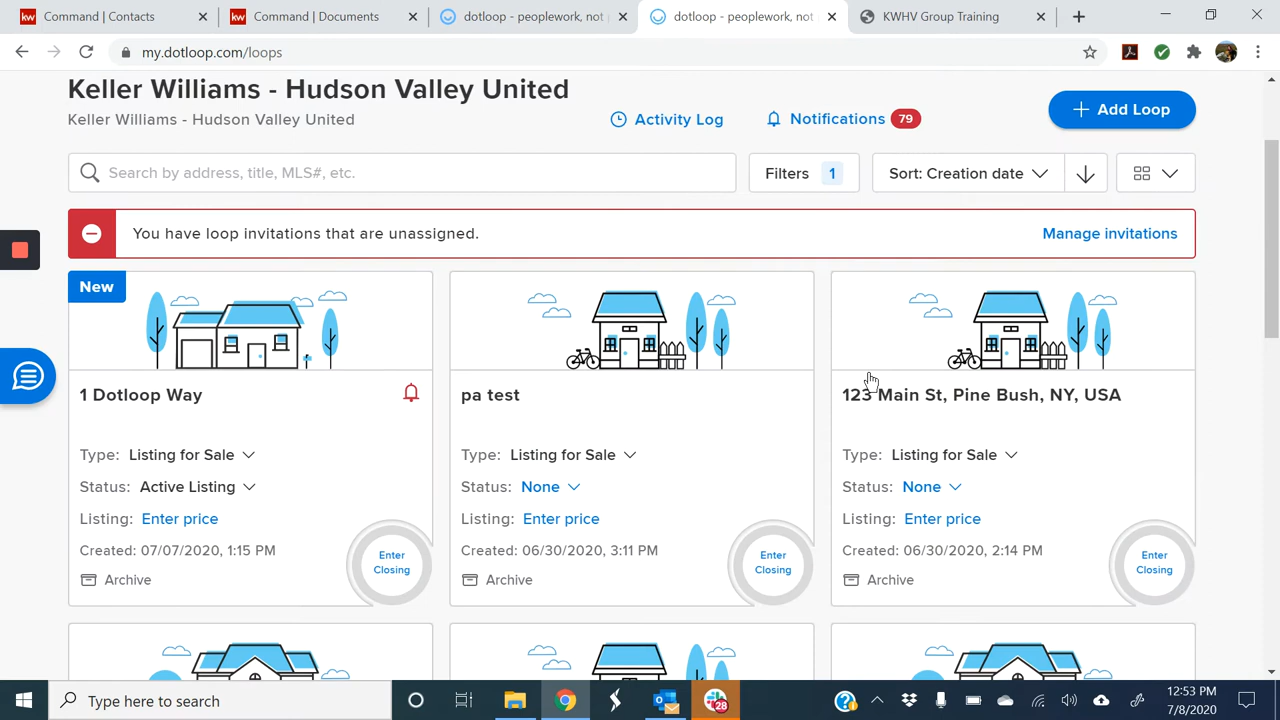 Command | Contacts
Command | Documents
dotloop - peoplework, not
dotloop - peoplework, not
KWHV Group Training
my.dotloop.com/loops
Keller Williams - Hudson Valley United
Keller Williams - Hudson Valley United
Activity Log
Notifications 79
+ Add Loop
Search by address, title, MLS#, etc.
Filters 1
Sort: Creation date
You have loop invitations that are unassigned.
Manage invitations
New
1 Dotloop Way
Type: Listing for Sale
Status: Active Listing
Listing: Enter price
Created: 07/07/2020, 1:15 PM
Enter
Closing
Archive
pa test
Type: Listing for Sale
Status: None
Listing: Enter price
Created: 06/30/2020, 3:11 PM
Enter
Closing
Archive
123 Main St, Pine Bush, NY, USA
Type: Listing for Sale
Status: None
Listing: Enter price
Created: 06/30/2020, 2:14 PM
Enter
Closing
Archive
Type here to search
28
12:53 PM
7/8/2020